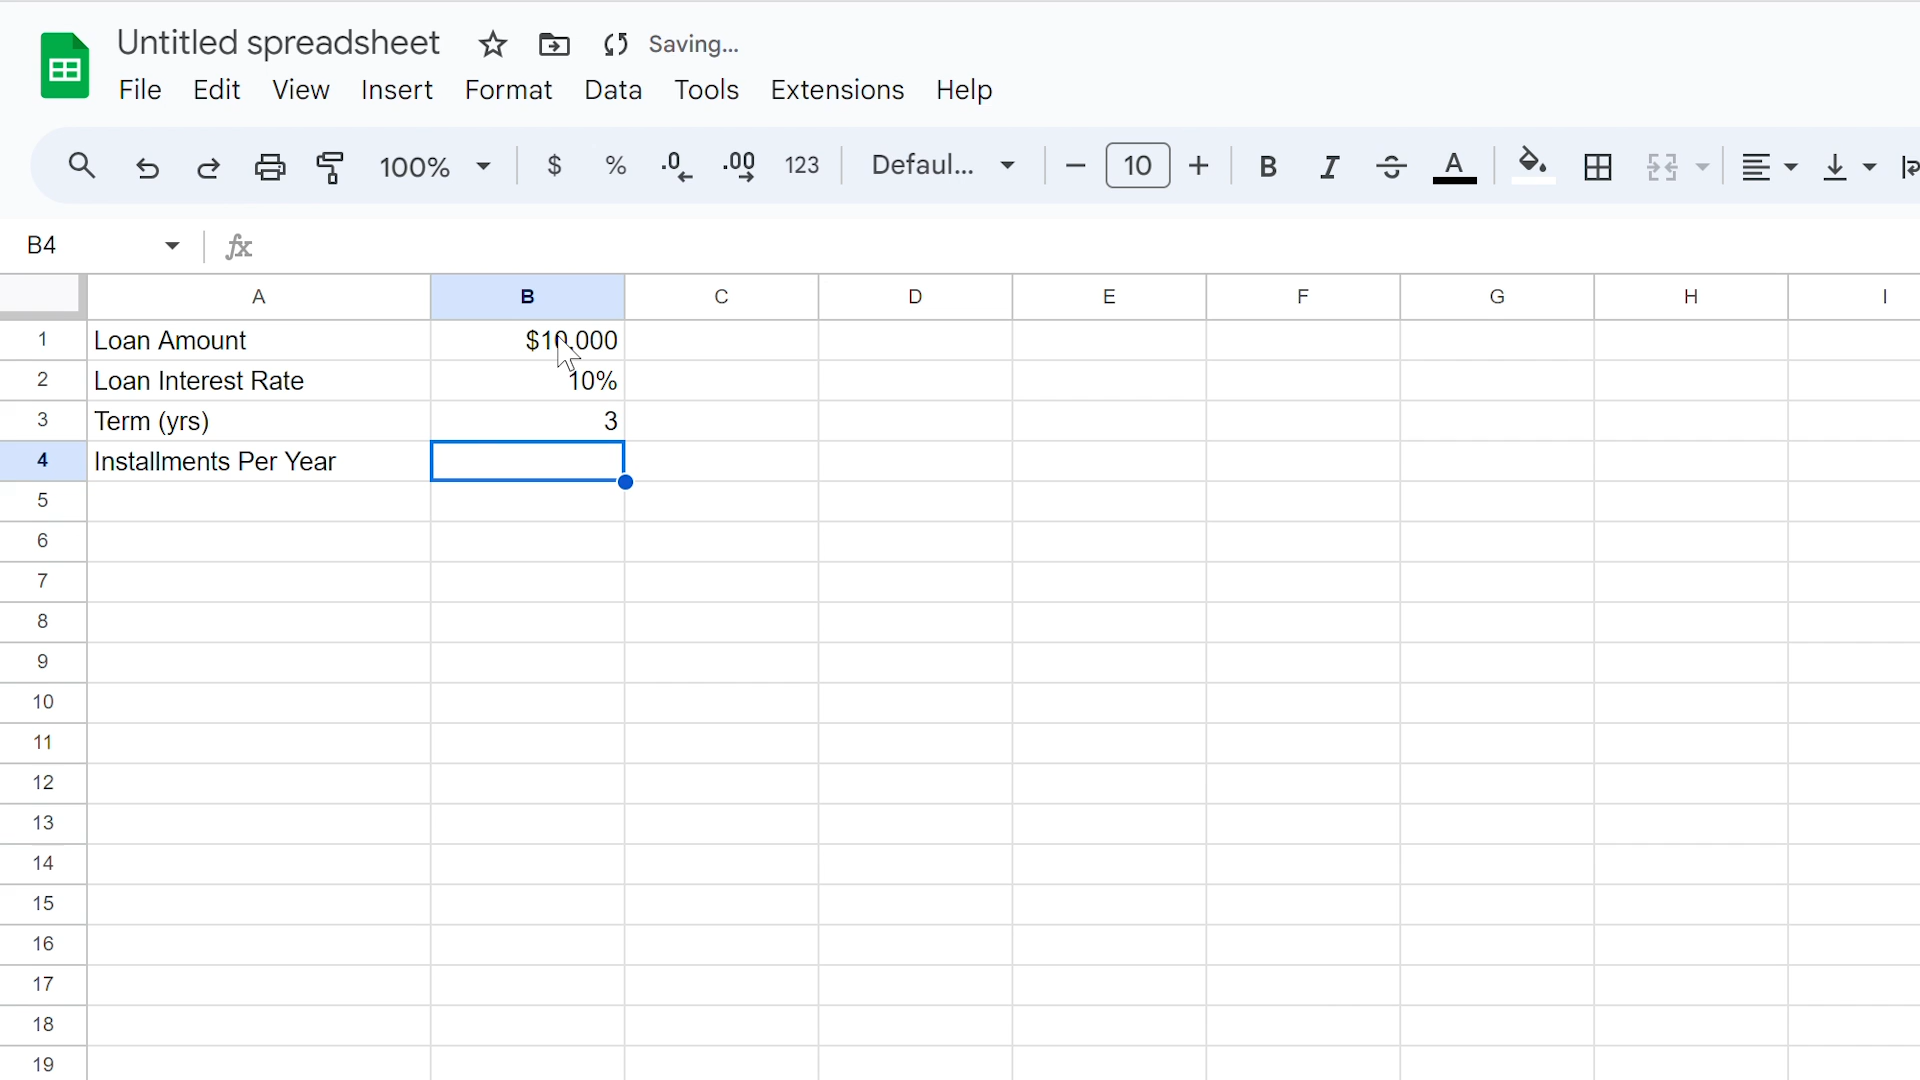 Untitled spreadsheet Saving...
File Edit View Insert Format Data Tools Extensions Help
100% $ % .0 .00 123 Defaul... 10 B I A
B4 fx
A B C D E F G H I
1 Loan Amount $10,000
2 Loan Interest Rate 10%
3 Term (yrs) 3
4 Installments Per Year
5
6
7
8
9
10
11
12
13
14
15
16
17
18
19